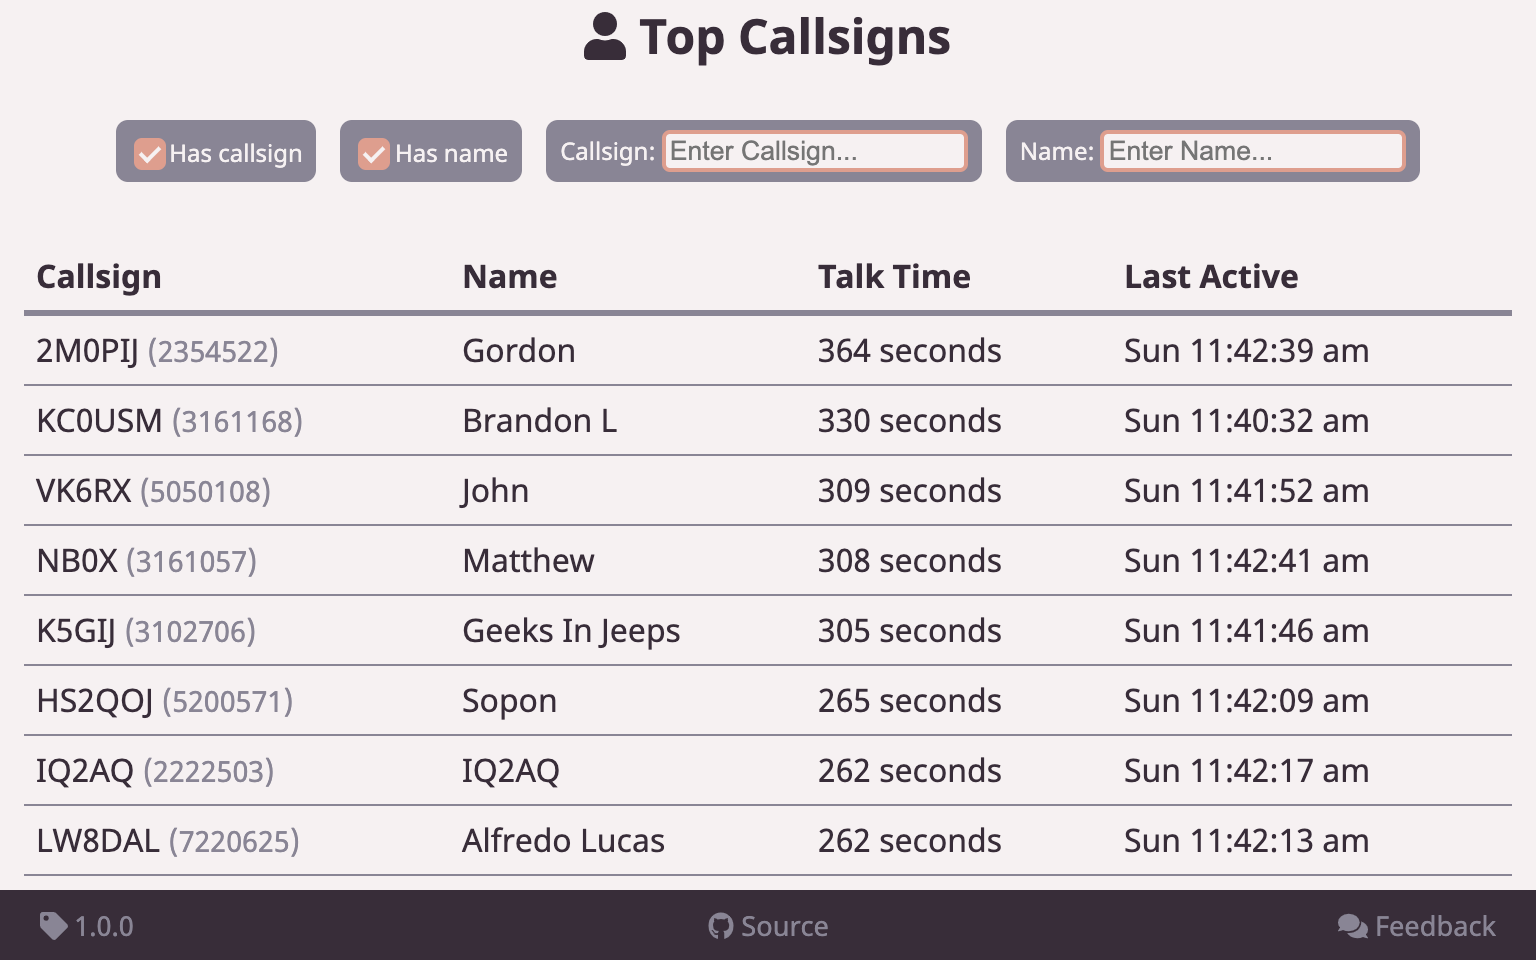 Top Callsigns
Has callsign Has name Callsign: Enter Callsign... Name: Enter Name...
Callsign Name Talk Time Last Active
2M0PIJ (2354522) Gordon 364 seconds Sun 11:42:39 am
KC0USM (3161168) Brandon L 330 seconds Sun 11:40:32 am
VK6RX (5050108) John 309 seconds Sun 11:41:52 am
NB0X (3161057) Matthew 308 seconds Sun 11:42:41 am
K5GIJ (3102706) Geeks In Jeeps 305 seconds Sun 11:41:46 am
HS2QOJ (5200571) Sopon 265 seconds Sun 11:42:09 am
IQ2AQ (2222503) IQ2AQ 262 seconds Sun 11:42:17 am
LW8DAL (7220625) Alfredo Lucas 262 seconds Sun 11:42:13 am
1.0.0 Source Feedback